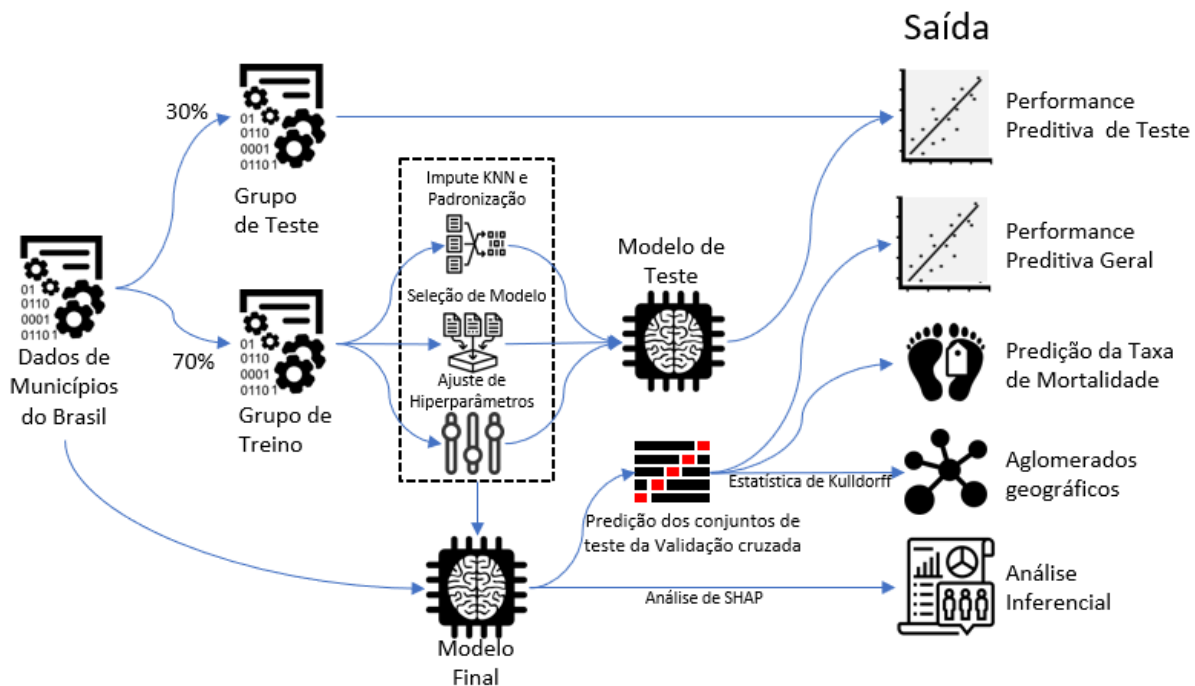 Saída
30%
01
0110
0001
01101
Grupo
de Teste
Performance
Preditiva de Teste
Impute KNN e
Padronização
Performance
Preditiva Geral
Modelo de
Teste
01
0110
0001
01101
Dados de
Municípios
do Brasil
70%
01
0110
0001
01101
Grupo de
Treino
Seleção de Modelo
Ajuste de
Hiperparâmetros
Predição da Taxa
de Mortalidade
Estatística de Kulldorff
Aglomerados
geográficos
Predição dos conjuntos de
teste da Validação cruzada
Análise de SHAP
Análise
Inferencial
Modelo
Final